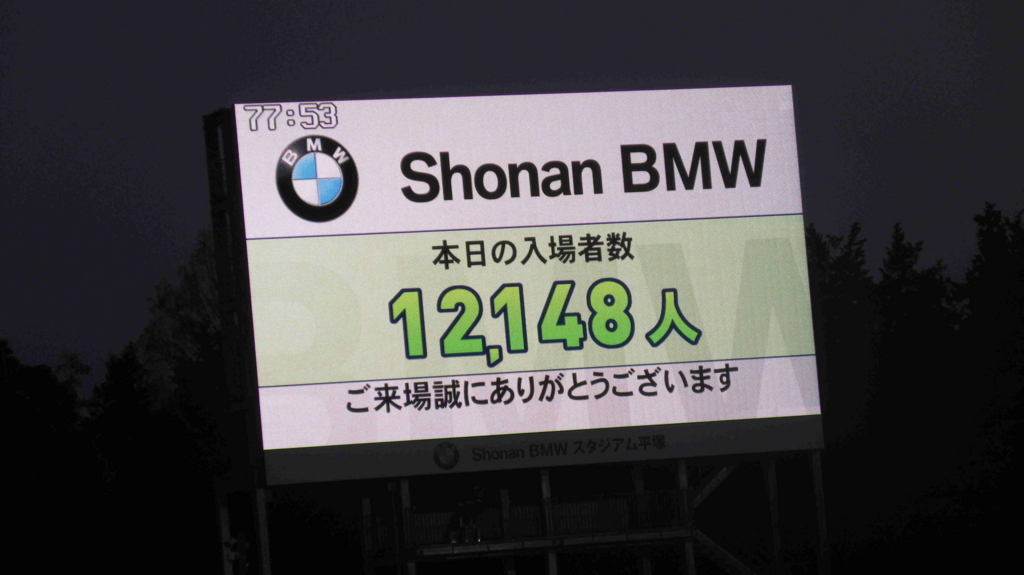 77:53
BMW
Shonan BMW
本日の入場者数
12,148人
ご来場誠にありがとうございます
Shonan BMW スタジアム平塚